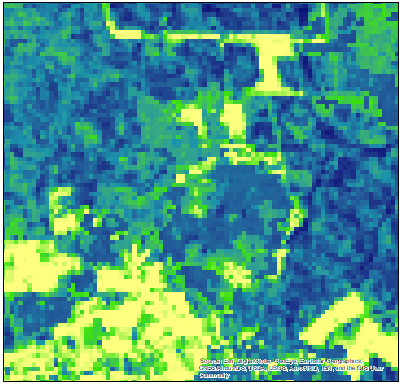 Source: Esri, DigitalGlobe, GeoEye, Earthstar Geographics,
CNES/Airbus DS, USDA, USGS, AeroGRID, IGN, and the GIS User
Community